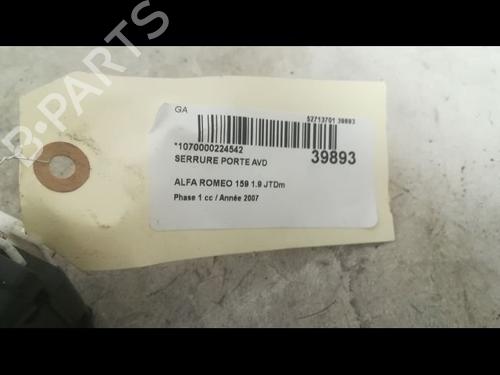 B-PARTS
GA
52713701 39893
*1070000224542
SERRURE PORTE AVD
39893
ALFA ROMEO 159 1.9 JTDm
Phase 1 cc / Année 2007